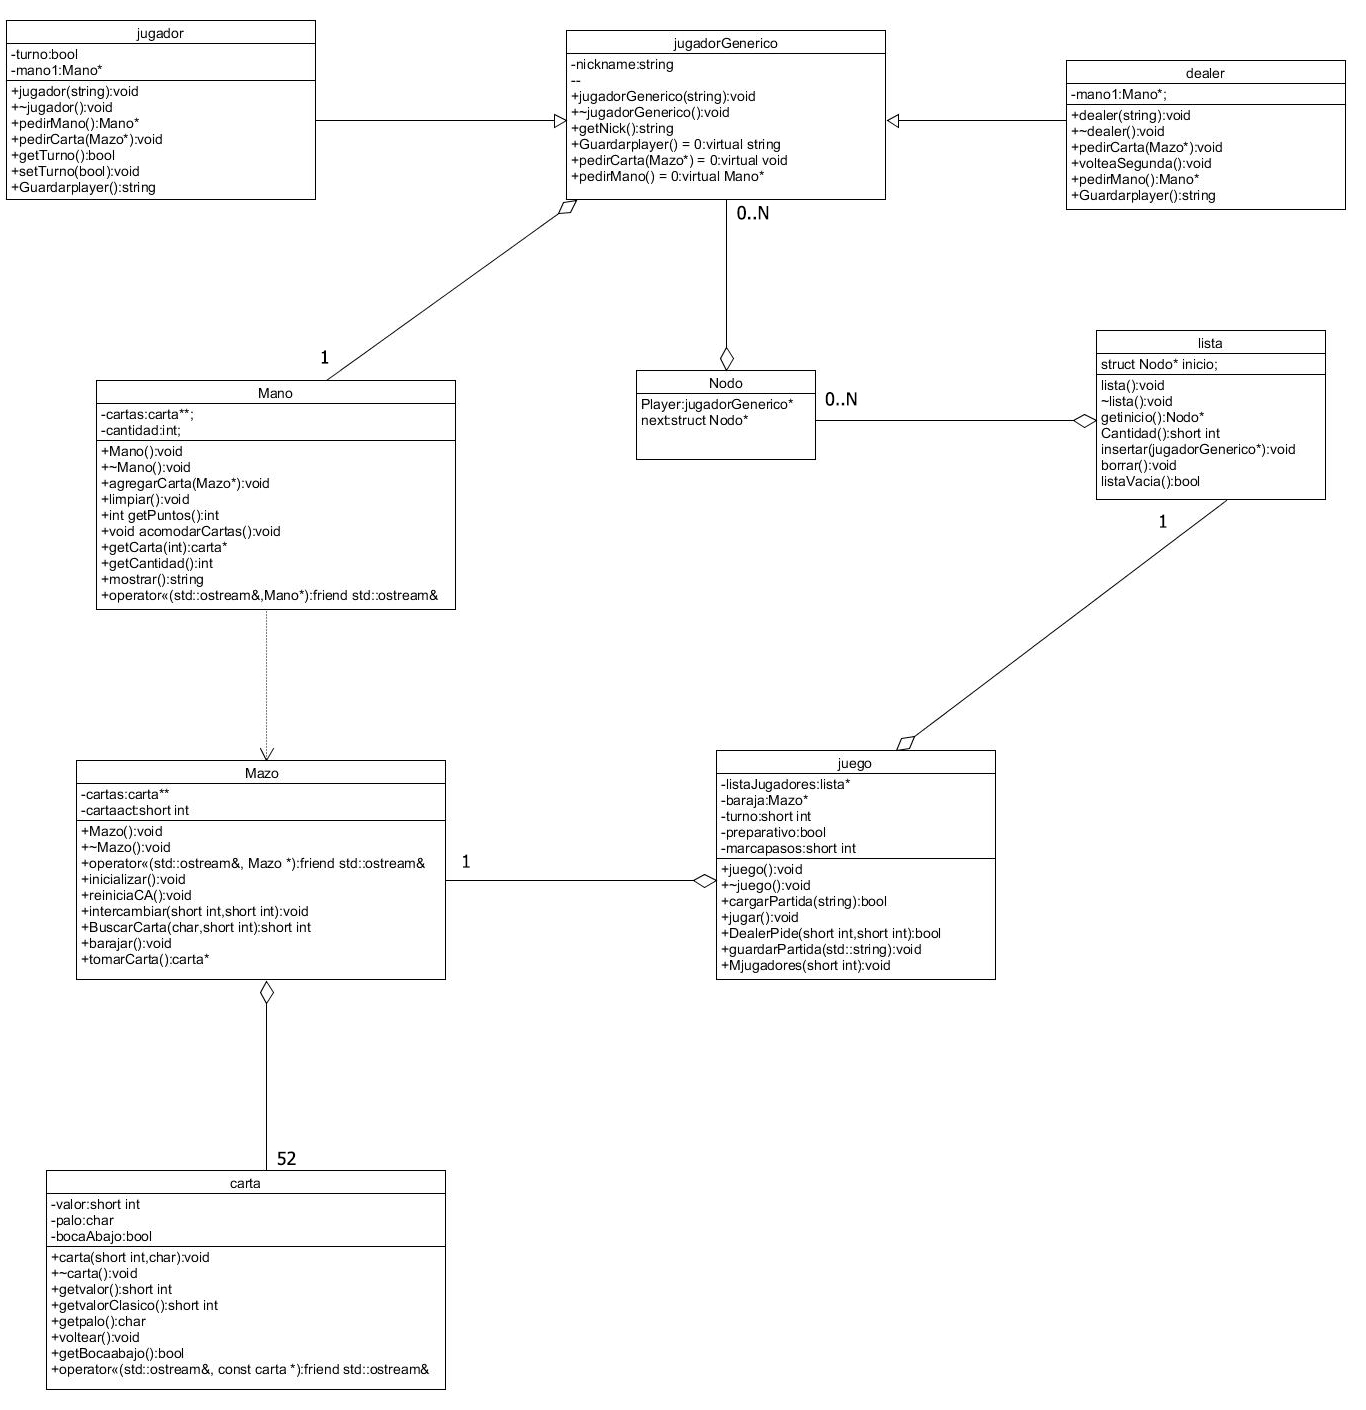 jugador
-turno:bool
-mano1:Mano*
+jugador(string):void
+~jugador():void
+pedirMano():Mano*
+pedirCarta(Mazo*):void
+getTurno():bool
+setTurno(bool):void
+Guardarplayer():string
jugadorGenerico
-nickname:string
--
+jugadorGenerico(string):void
+~jugadorGenerico():void
+getNick():string
+Guardarplayer() = 0:virtual string
+pedirCarta(Mazo*) = 0:virtual void
+pedirMano() = 0:virtual Mano*
dealer
-mano1:Mano*;
+dealer(string):void
+~dealer():void
+pedirCarta(Mazo*):void
+volteaSegunda():void
+pedirMano():Mano*
+Guardarplayer():string
0..N
1
Mano
-cartas:carta**;
-cantidad:int;
+Mano():void
+~Mano():void
+agregarCarta(Mazo*):void
+limpiar():void
+int getPuntos():int
+void acomodarCartas():void
+getCarta(int):carta*
+getCantidad():int
+mostrar():string
+operator«(std::ostream&,Mano*):friend std::ostream&
Nodo
Player:jugadorGenerico*
next:struct Nodo*
0..N
lista
struct Nodo* inicio;
lista():void
~lista():void
getinicio():Nodo*
Cantidad():short int
insertar(jugadorGenerico*):void
borrar():void
listaVacia():bool
1
Mazo
-cartas:carta**
-cartaact:short int
+Mazo():void
+~Mazo():void
+operator«(std::ostream&, Mazo *):friend std::ostream&
+inicializar():void
+reiniciaCA():void
+intercambiar(short int,short int):void
+BuscarCarta(char,short int):short int
+barajar():void
+tomarCarta():carta*
1
juego
-listaJugadores:lista*
-baraja:Mazo*
-turno:short int
-preparativo:bool
-marcapasos:short int
+juego():void
+~juego():void
+cargarPartida(string):bool
+jugar():void
+DealerPide(short int,short int):bool
+guardarPartida(std::string):void
+Mjugadores(short int):void
52
carta
-valor:short int
-palo:char
-bocaAbajo:bool
+carta(short int,char):void
+~carta():void
+getvalor():short int
+getvalorClasico():short int
+getpalo():char
+voltear():void
+getBocaabajo():bool
+operator«(std::ostream&, const carta *):friend std::ostream&